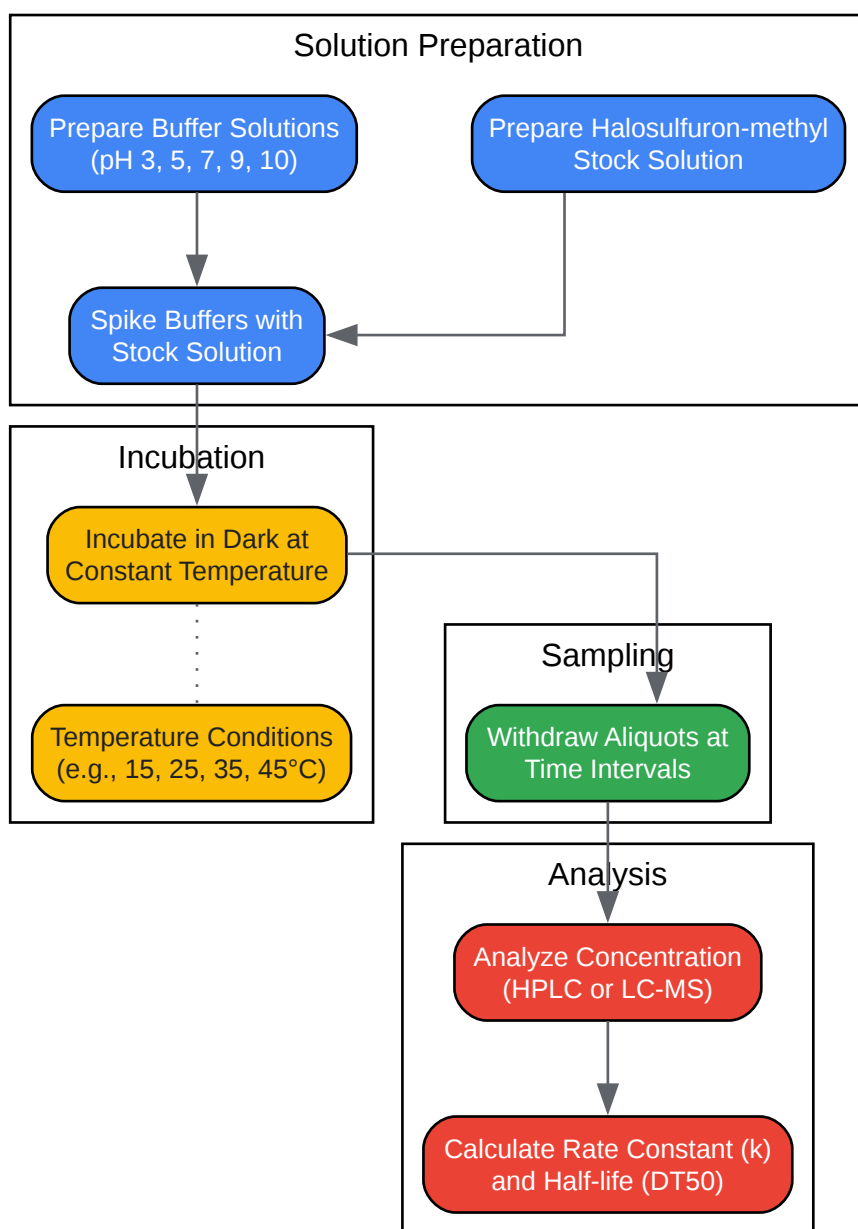 Solution Preparation
Prepare Buffer Solutions
(pH 3, 5, 7, 9, 10)
Prepare Halosulfuron-methyl
Stock Solution
Spike Buffers with
Stock Solution
Incubation
Incubate in Dark at
Constant Temperature
Temperature Conditions
(e.g., 15, 25, 35, 45°C)
Sampling
Withdraw Aliquots at
Time Intervals
Analysis
Analyze Concentration
(HPLC or LC-MS)
Calculate Rate Constant (k)
and Half-life (DT50)